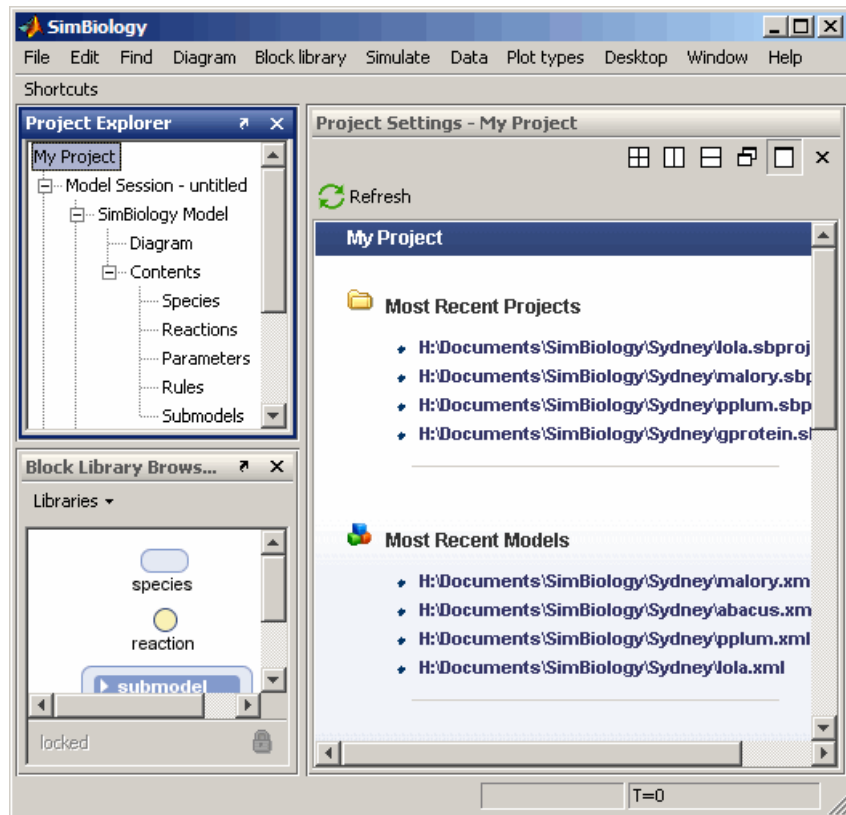 SimBiology
File Edit Find Diagram Block library Simulate Data Plot types Desktop Window Help
Shortcuts
Project Explorer
My Project
Model Session - untitled
SimBiology Model
Diagram
Contents
Species
Reactions
Parameters
Rules
Submodels
Block Library Brows...
Libraries
species
reaction
submodel
locked
Project Settings - My Project
Refresh
My Project
Most Recent Projects
H:\Documents\SimBiology\Sydney\lola.sbproj
H:\Documents\SimBiology\Sydney\malory.sbp
H:\Documents\SimBiology\Sydney\pplum.sbp
H:\Documents\SimBiology\Sydney\gprotein.sl
Most Recent Models
H:\Documents\SimBiology\Sydney\malory.xm
H:\Documents\SimBiology\Sydney\abacus.xm
H:\Documents\SimBiology\Sydney\pplum.xml
H:\Documents\SimBiology\Sydney\lola.xml
T=0